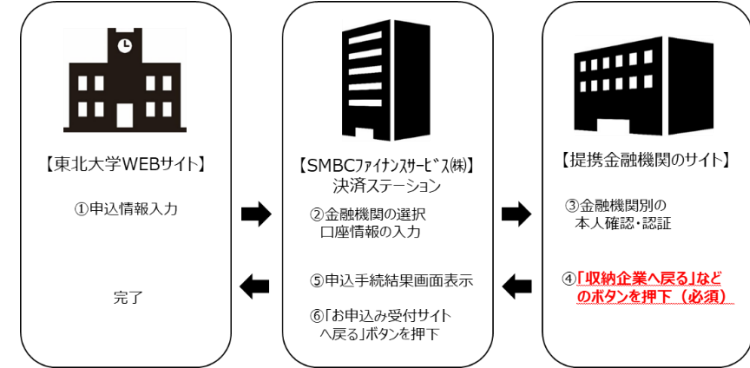 【東北大学WEBサイト】
①申込情報入力
完了
【SMBCﾌｧｲﾅﾝｽｻｰﾋﾞｽ㈱】
決済ステーション
②金融機関の選択
口座情報の入力
⑤申込手続結果画面表示
⑥「お申込み受付サイト
へ戻る」ボタンを押下
【提携金融機関のサイト】
③金融機関別の
本人確認・認証
④「収納企業へ戻る」など
のボタンを押下（必須）